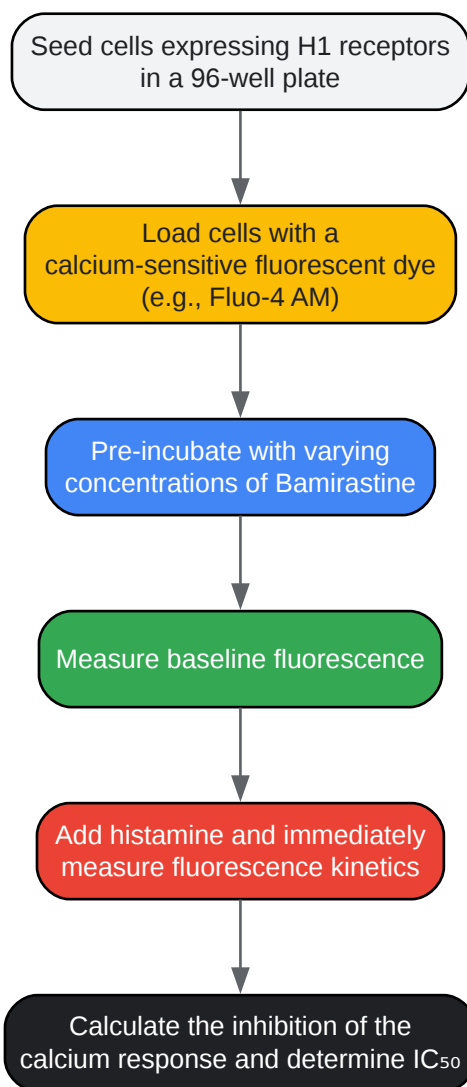 Seed cells expressing H1 receptors
in a 96-well plate
Load cells with a
calcium-sensitive fluorescent dye
(e.g., Fluo-4 AM)
Pre-incubate with varying
concentrations of Bamirastine
Measure baseline fluorescence
Add histamine and immediately
measure fluorescence kinetics
Calculate the inhibition of the
calcium response and determine IC₅₀